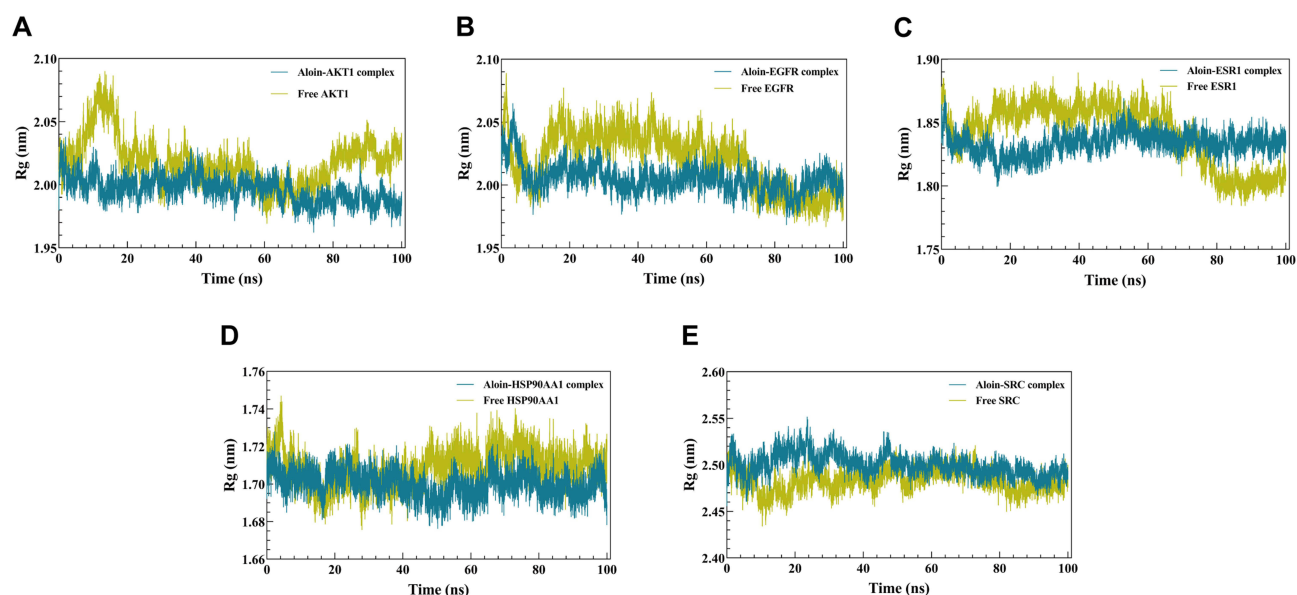 A
Aloin-AKT1 complex
Free AKT1
Rg (nm)
2.10
2.05
2.00
1.95
0 20 40 60 80 100
Time (ns)
B
Aloin-EGFR complex
Free EGFR
Rg (nm)
2.10
2.05
2.00
1.95
0 20 40 60 80 100
Time (ns)
C
Aloin-ESR1 complex
Free ESR1
Rg (nm)
1.90
1.85
1.80
1.75
0 20 40 60 80 100
Time (ns)
D
Aloin-HSP90AA1 complex
Free HSP90AA1
Rg (nm)
1.76
1.74
1.72
1.70
1.68
1.66
0 20 40 60 80 100
Time (ns)
E
Aloin-SRC complex
Free SRC
Rg (nm)
2.60
2.55
2.50
2.45
2.40
0 20 40 60 80 100
Time (ns)